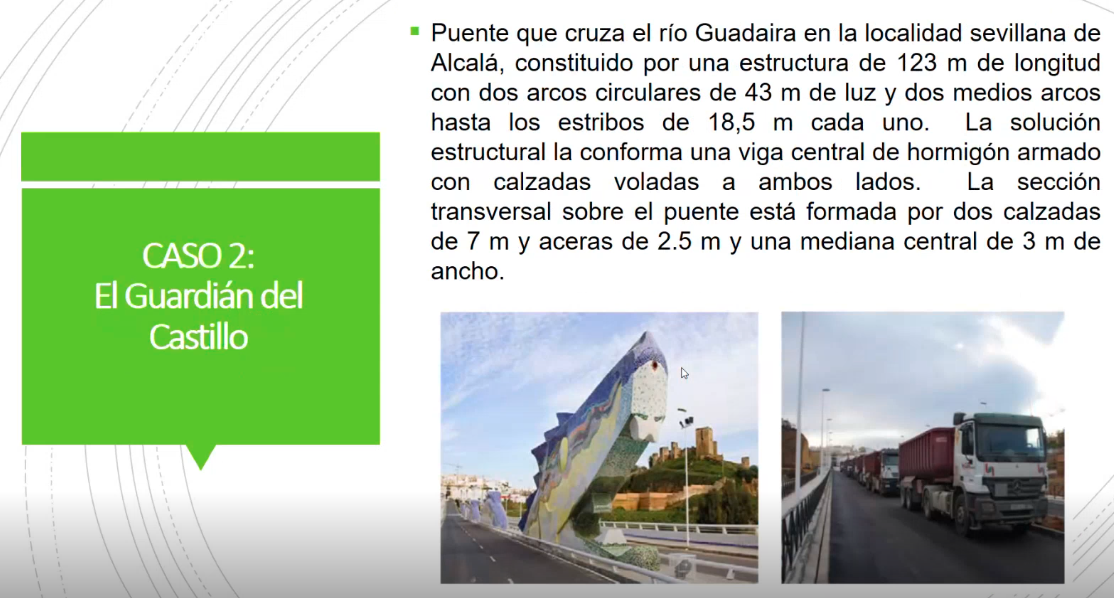 CASO 2:
El Guardián del
Castillo
Puente que cruza el río Guadaira en la localidad sevillana de
Alcalá, constituido por una estructura de 123 m de longitud
con dos arcos circulares de 43 m de luz y dos medios arcos
hasta los estribos de 18,5 m cada uno. La solución
estructural la conforma una viga central de hormigón armado
con calzadas voladas a ambos lados. La sección
transversal sobre el puente está formada por dos calzadas
de 7 m y aceras de 2.5 m y una mediana central de 3 m de
ancho.